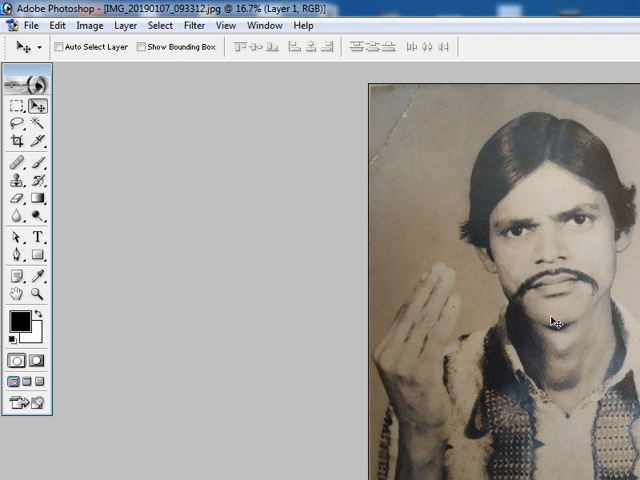 Adobe Photoshop - [IMG_20190107_093312.jpg @ 16.7% (Layer 1, RGB)]
File Edit Image Layer Select Filter View Window Help
Auto Select Layer Show Bounding Box
T